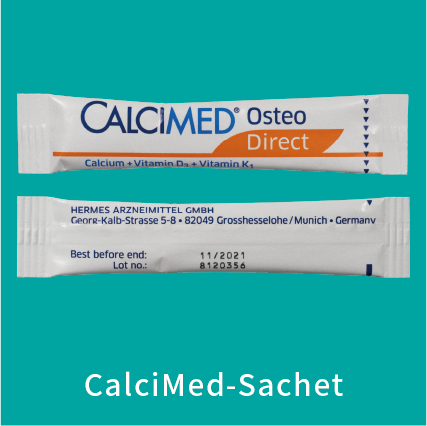 CALCIMED® Osteo
Direct
Calcium + Vitamin D₃ + Vitamin K₁
HERMES ARZNEIMITTEL GMBH
Georg-Kalb-Strasse 5-8 • 82049 Grosshesselohe/Munich • Germany
Best before end: 11/2021
Lot no.: 8120356
CalciMed-Sachet